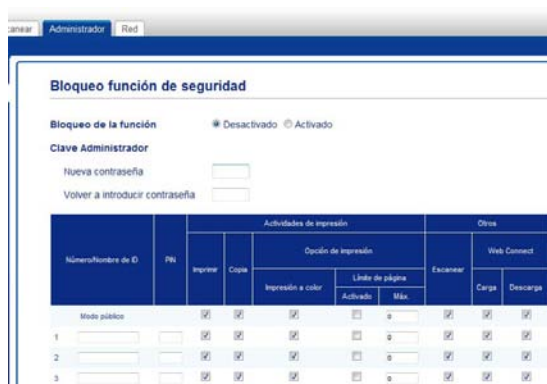 canear Administrador Red
Bloqueo función de seguridad
Bloqueo de la función Desactivado Activado
Clave Administrador
Nueva contraseña
Volver a introducir contraseña
Número/Nombre de ID PIN Actividades de impresión Otros
Imprimir Copia Opción de impresión Escanear Web Connect
Impresión a color Límite de página Carga Descarga
Activado Máx.
Modo público 0
1 0
2 0
3 0